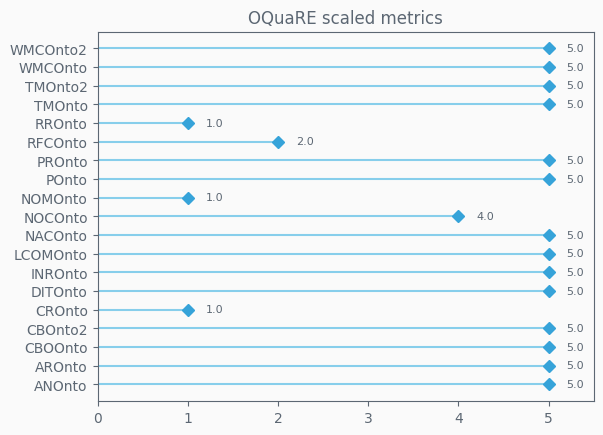 OQuaRE scaled metrics
WMCOnto2 5.0
WMCOnto 5.0
TMOnto2 5.0
TMOnto 5.0
RROnto 1.0
RFCOnto 2.0
PROnto 5.0
POnto 5.0
NOMOnto 1.0
NOCOnto 4.0
NACOnto 5.0
LCOMOnto 5.0
INROnto 5.0
DITOnto 5.0
CROnto 1.0
CBOnto2 5.0
CBOOnto 5.0
AROnto 5.0
ANOnto 5.0
0 1 2 3 4 5